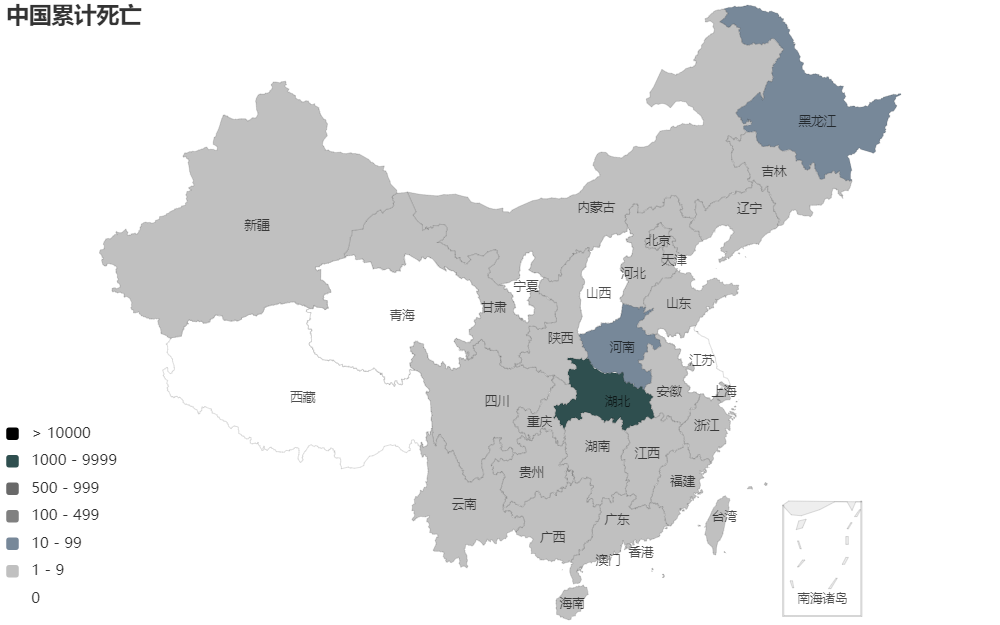 中国累计死亡
黑龙江
吉林
辽宁
内蒙古
新疆
北京
天津
河北
宁夏
山西
山东
甘肃
青海
陕西
河南
江苏
西藏
四川
湖北
安徽
上海
重庆
浙江
湖南
江西
贵州
福建
云南
台湾
广东
广西
香港
澳门
海南
南海诸岛
> 10000
1000 - 9999
500 - 999
100 - 499
10 - 99
1 - 9
0